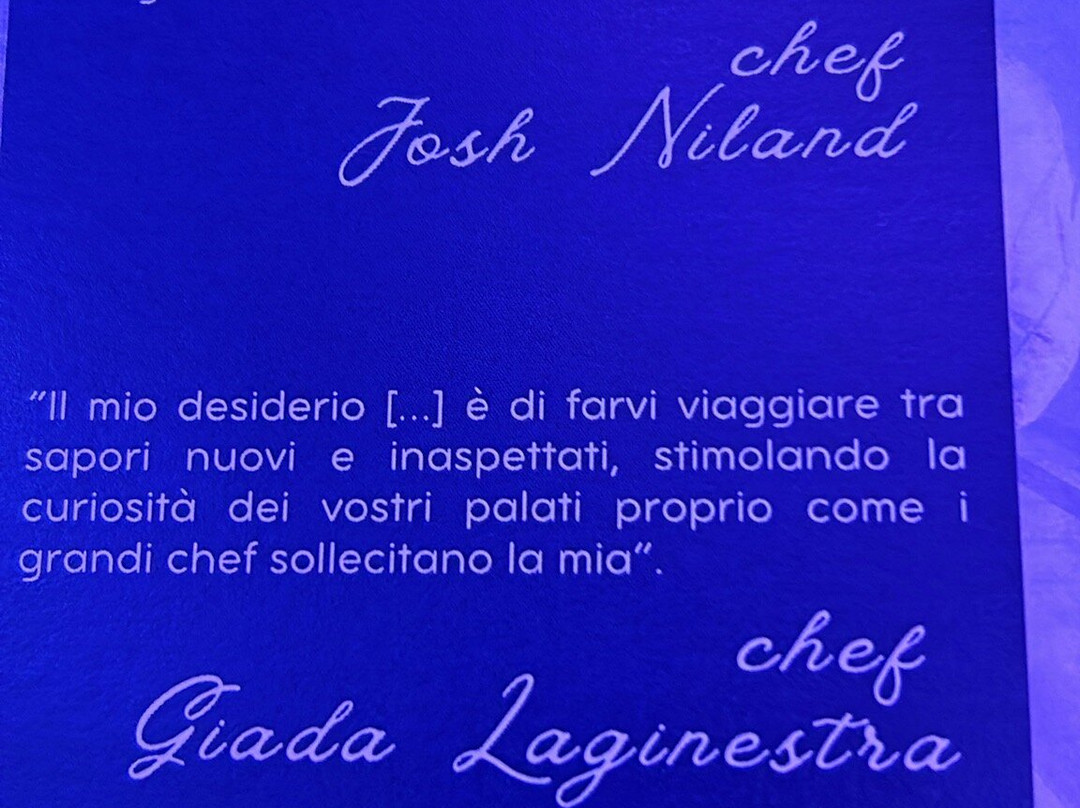 chef
Josh Niland
“Il mio desiderio [...] è di farvi viaggiare tra
sapori nuovi e inaspettati, stimolando la
curiosità dei vostri palati proprio come i
grandi chef sollecitano la mia“.
chef
Giada Laginestra